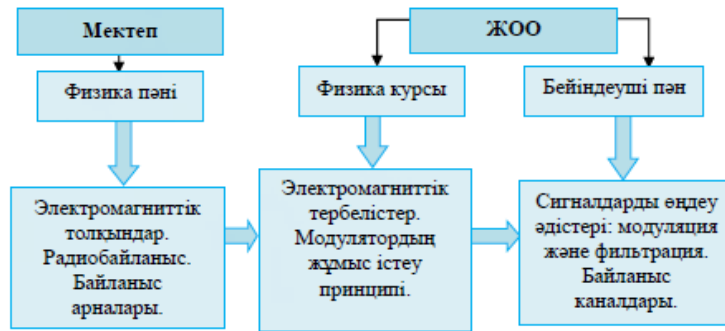 Мектеп
ЖОО
Физика пәні
Физика курсы
Бейіндеуші пән
Электромагниттік
толқындар.
Радиобайланыс.
Байланыс
арналары.
Электромагниттік
тербелістер.
Модулятордың
жұмыс істеу
принципі.
Сигналдарды өңдеу
әдістері: модуляция
және фильтрация.
Байланыс
каналдары.